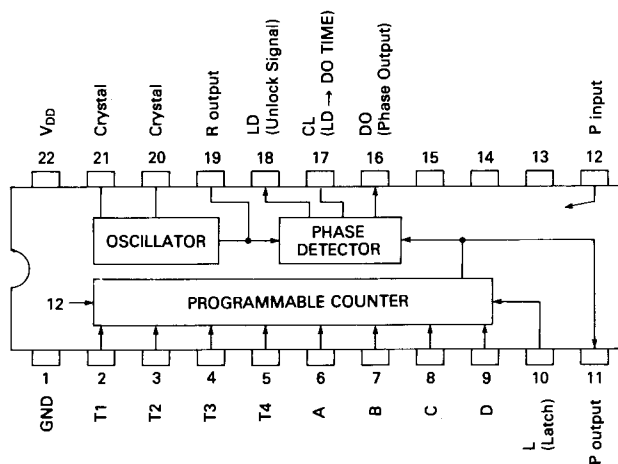 VDD
Crystal
Crystal
R output
LD
(Unlock Signal)
CL
(LD → DO TIME)
DO
(Phase Output)
P input
22 21 20 19 18 17 16 15 14 13 12
OSCILLATOR
PHASE
DETECTOR
12
PROGRAMMABLE COUNTER
1 2 3 4 5 6 7 8 9 10 11
GND
T1
T2
T3
T4
A
B
C
D
L
(Latch)
P output